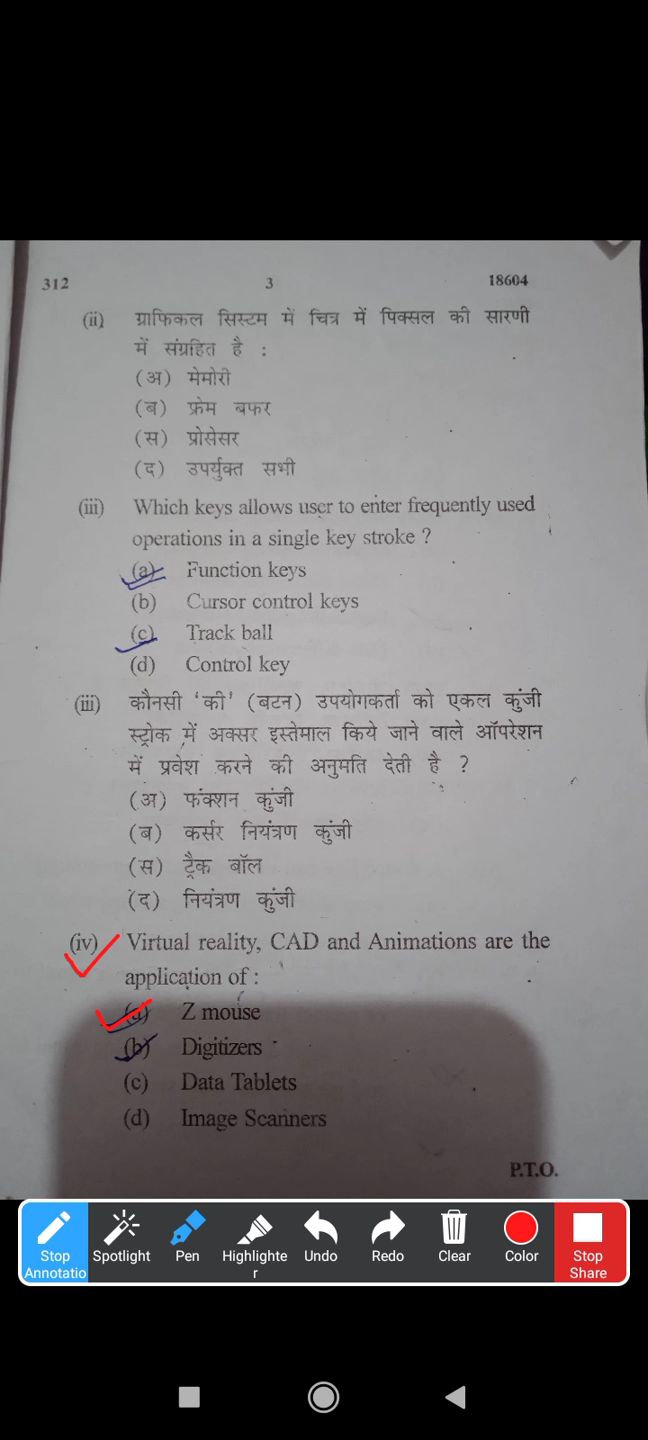 312 3 18604
(ii) ग्राफिकल सिस्टम में चित्र में पिक्सल की सारणी
में संग्रहित है :
(अ) मेमोरी
(ब) फ्रेम बफर
(स) प्रोसेसर
(द) उपर्युक्त सभी
(iii) Which keys allows user to enter frequently used
operations in a single key stroke ?
(a) Function keys
(b) Cursor control keys
(c) Track ball
(d) Control key
(iii) कौनसी ‘की’ (बटन) उपयोगकर्ता को एकल कुंजी
स्ट्रोक में अक्सर इस्तेमाल किये जाने वाले ऑपरेशन
में प्रवेश करने की अनुमति देती है ?
(अ) फंक्शन कुंजी
(ब) कर्सर नियंत्रण कुंजी
(स) ट्रैक बॉल
(द) नियंत्रण कुंजी
(iv) Virtual reality, CAD and Animations are the
application of :
(a) Z mouse
(b) Digitizers
(c) Data Tablets
(d) Image Scanners
P.T.O.
Stop Spotlight Pen Highlighte Undo Redo Clear Color Stop
Annotatio r Share